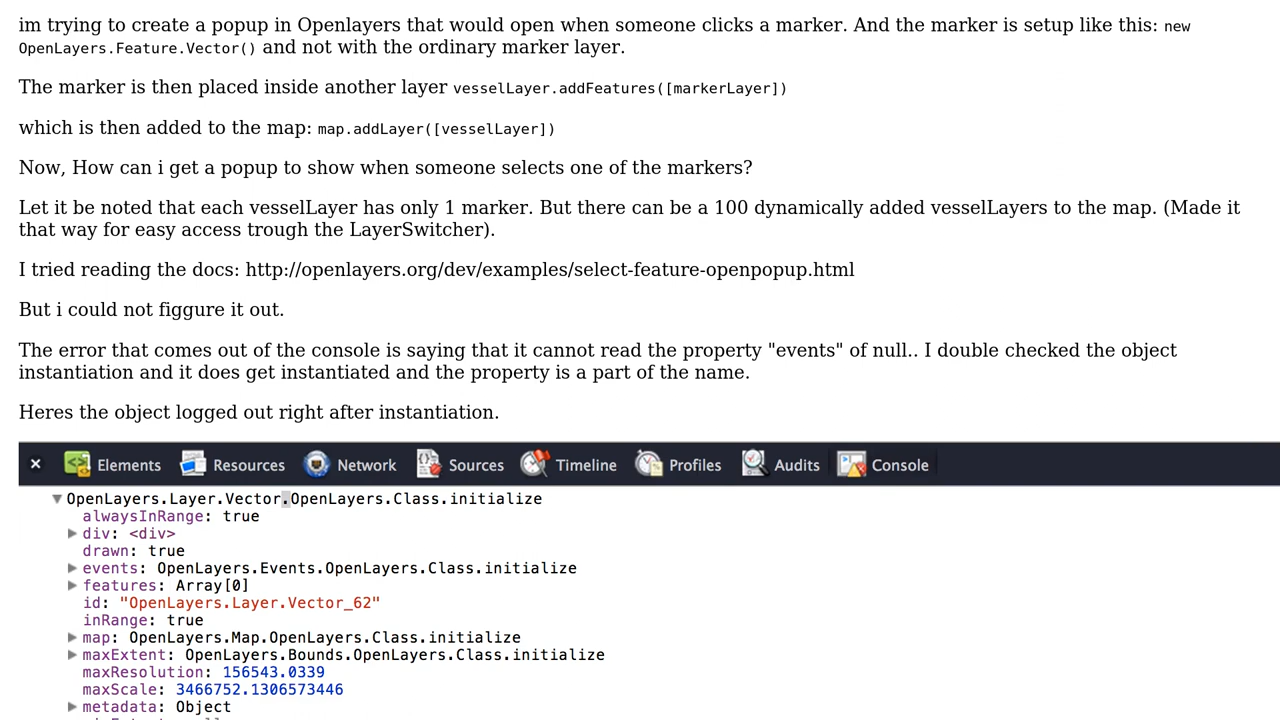 im trying to create a popup in Openlayers that would open when someone clicks a marker. And the marker is setup like this: new
OpenLayers.Feature.Vector() and not with the ordinary marker layer.
The marker is then placed inside another layer vesselLayer.addFeatures([markerLayer])
which is then added to the map: map.addLayer([vesselLayer])
Now, How can i get a popup to show when someone selects one of the markers?
Let it be noted that each vesselLayer has only 1 marker. But there can be a 100 dynamically added vesselLayers to the map. (Made it
that way for easy access trough the LayerSwitcher).
I tried reading the docs: http://openlayers.org/dev/examples/select-feature-openpopup.html
But i could not figgure it out.
The error that comes out of the console is saying that it cannot read the property "events" of null.. I double checked the object
instantiation and it does get instantiated and the property is a part of the name.
Heres the object logged out right after instantiation.
Elements Resources Network Sources Timeline Profiles Audits Console
OpenLayers.Layer.Vector.OpenLayers.Class.initialize
alwaysInRange: true
div: <div>
drawn: true
events: OpenLayers.Events.OpenLayers.Class.initialize
features: Array[0]
id: "OpenLayers.Layer.Vector_62"
inRange: true
map: OpenLayers.Map.OpenLayers.Class.initialize
maxExtent: OpenLayers.Bounds.OpenLayers.Class.initialize
maxResolution: 156543.0339
maxScale: 3466752.1306573446
metadata: Object